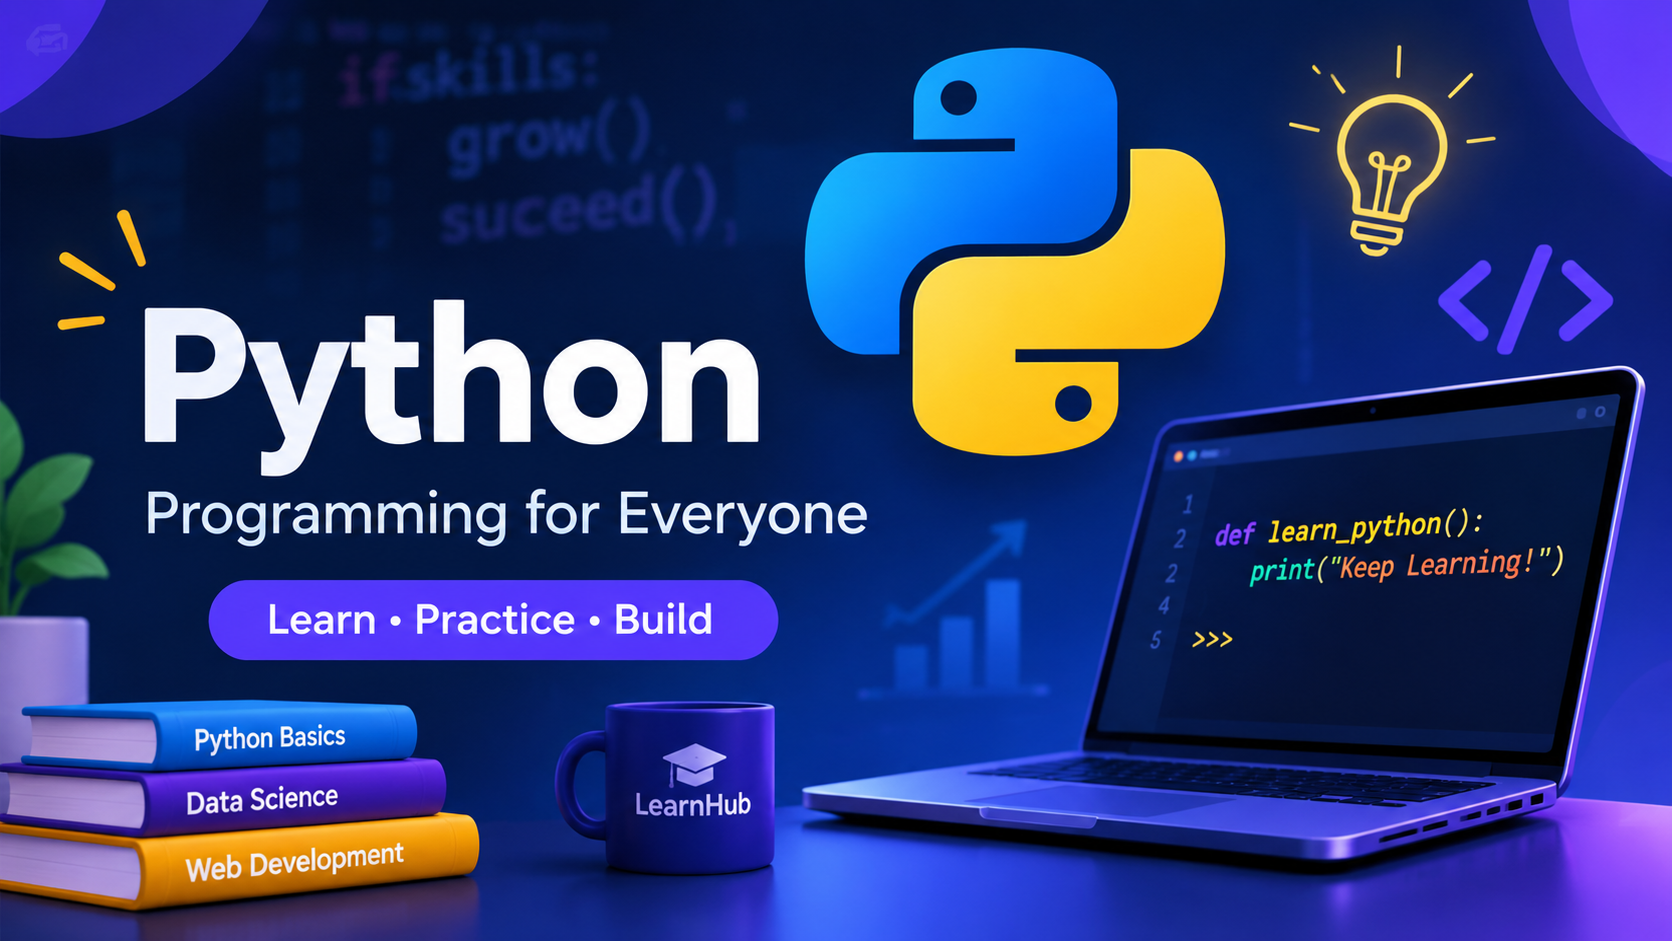 if skills:
grow()
suceed();
Python
Programming for Everyone
Learn • Practice • Build
Python Basics
Data Science
Web Development
LearnHub
</>
1
2 def learn_python():
2 print("Keep Learning!")
4
5 >>>